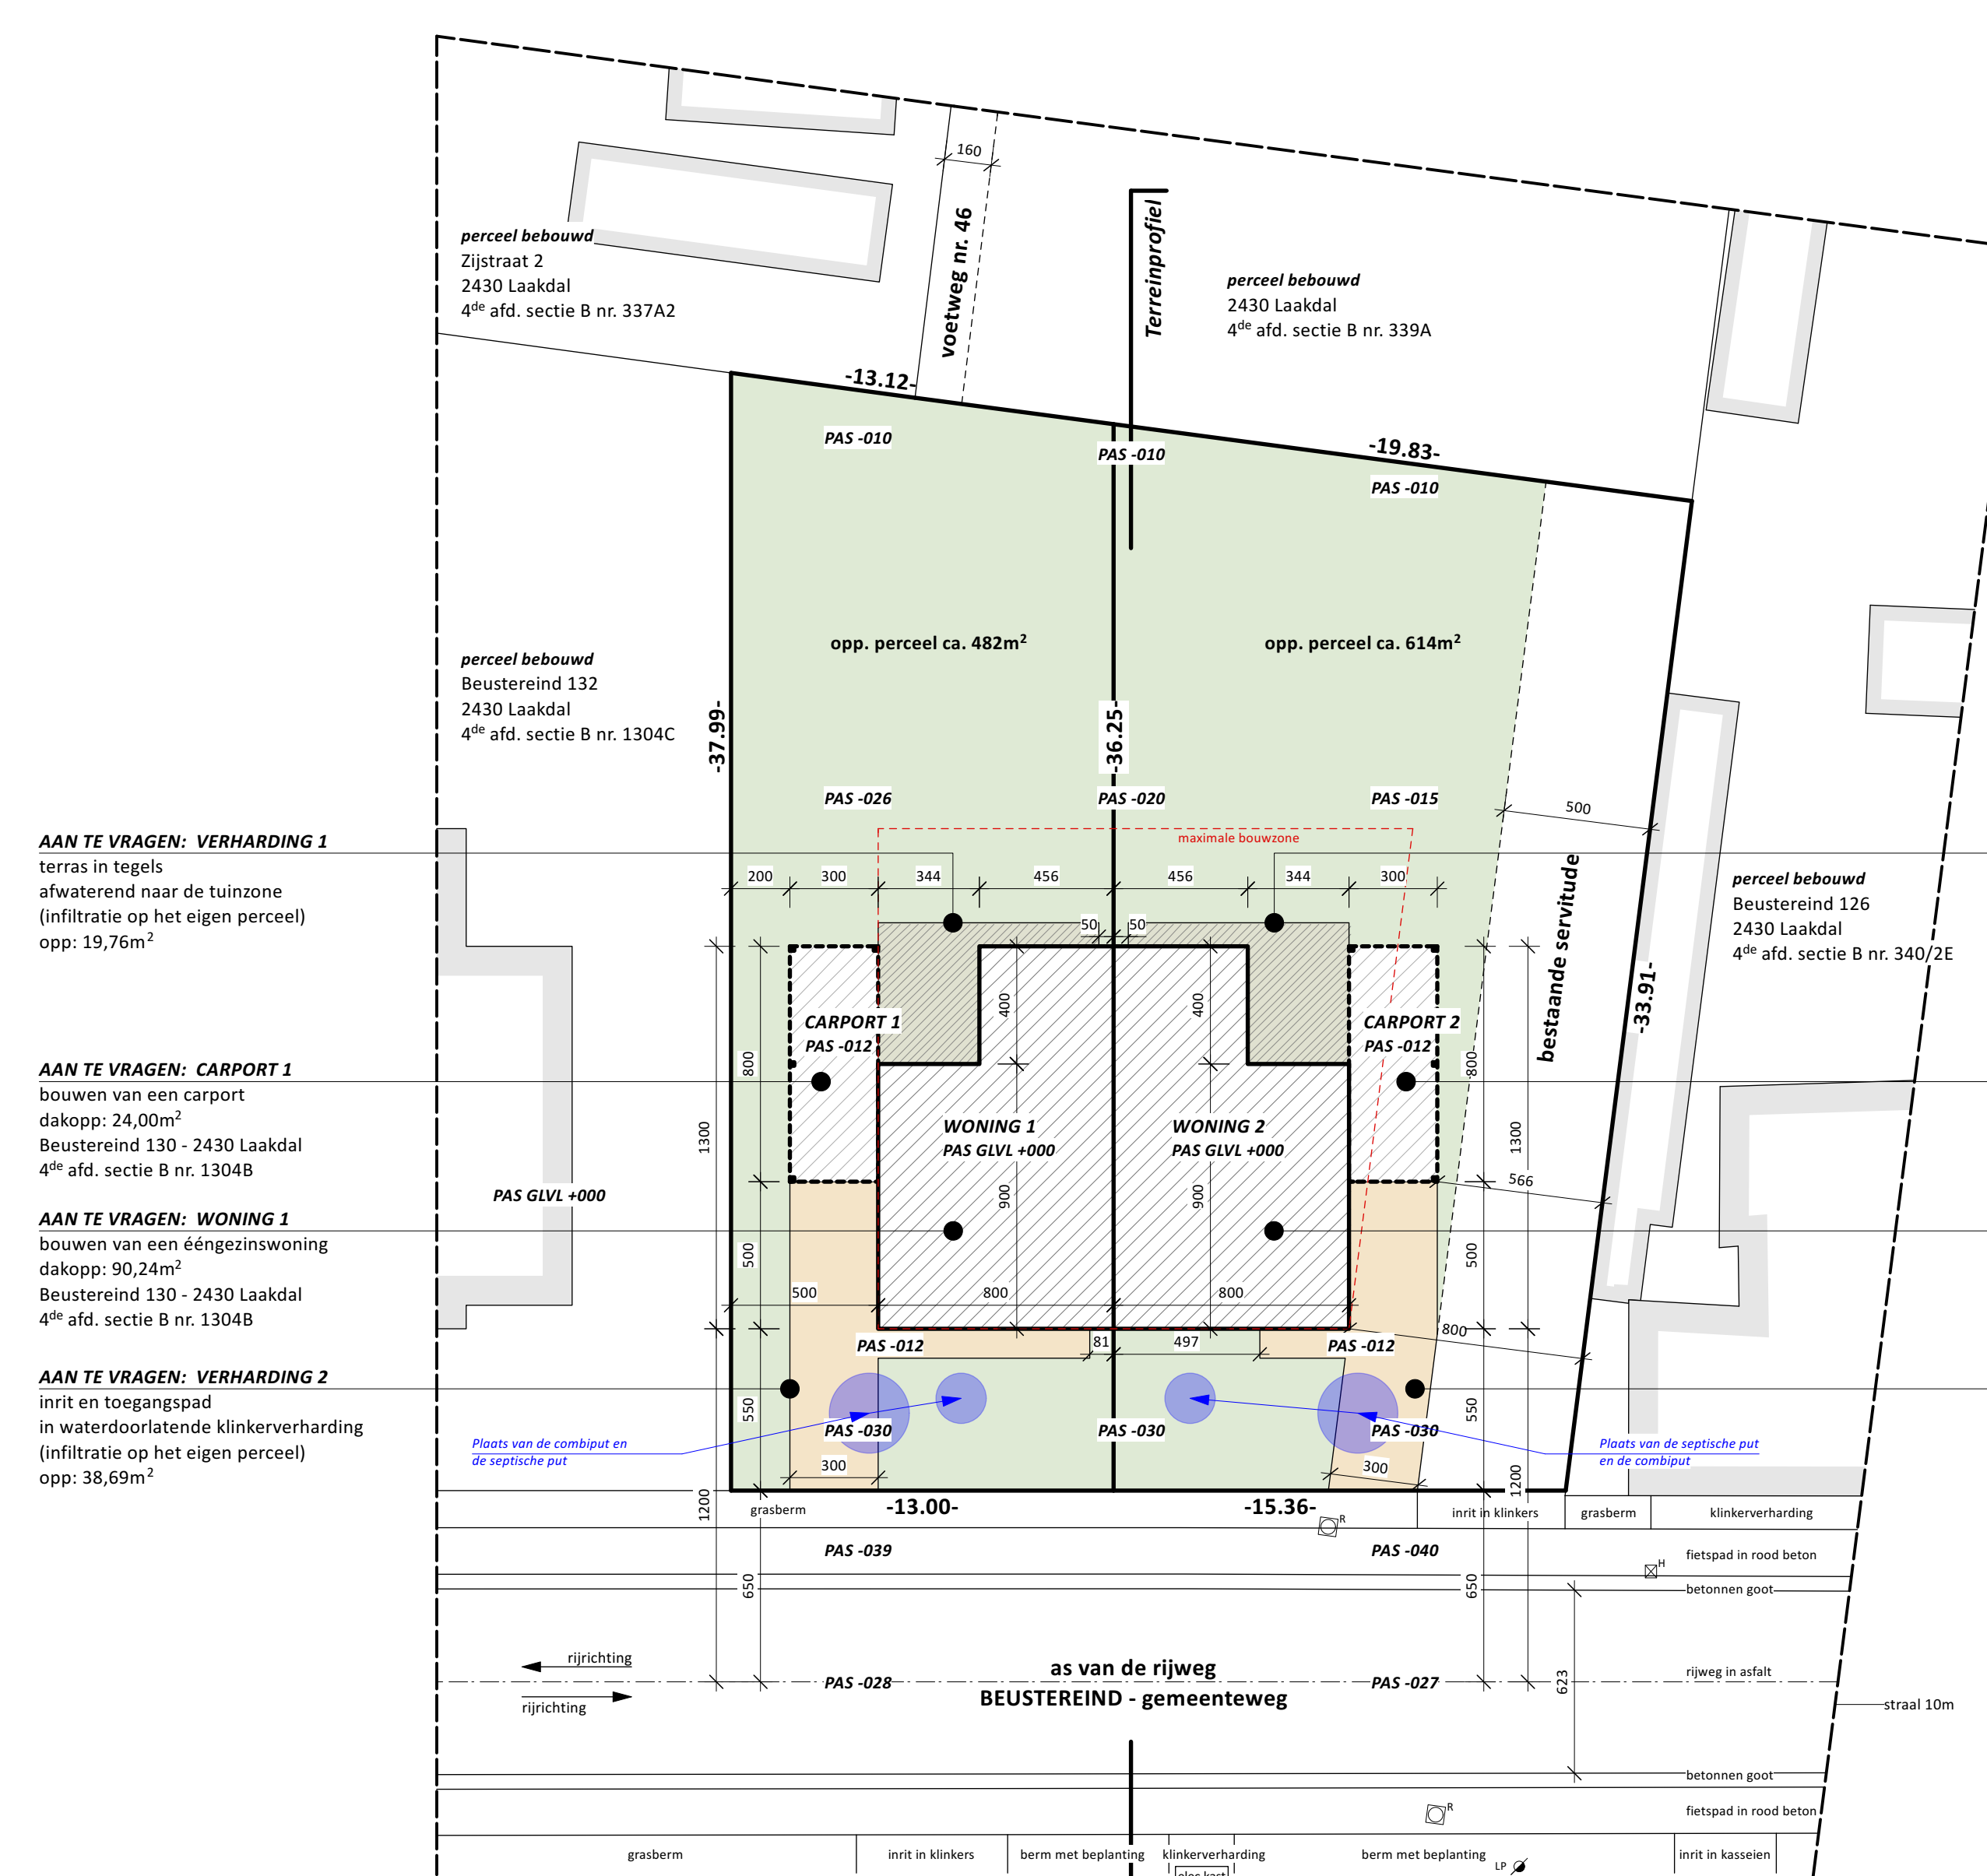 160
voetweg nr. 46
Terreinprofiel
perceel bebouwd
Zijstraat 2
2430 Laakdal
4de afd. sectie B nr. 337A2
perceel bebouwd
2430 Laakdal
4de afd. sectie B nr. 339A
-13.12-
-19.83-
PAS -010
PAS -010
PAS -010
opp. perceel ca. 482m²
opp. perceel ca. 614m²
perceel bebouwd
Beustereind 132
2430 Laakdal
4de afd. sectie B nr. 1304C
-37.99-
-36.25-
PAS -026
PAS -020
PAS -015
500
maximale bouwzone
AAN TE VRAGEN: VERHARDING 1
terras in tegels
afwaterend naar de tuinzone
(infiltratie op het eigen perceel)
opp: 19,76m²
200
300
344
456
456
344
300
50
50
bestaande servitude
-33.91-
perceel bebouwd
Beustereind 126
2430 Laakdal
4de afd. sectie B nr. 340/2E
400
400
CARPORT 1
PAS -012
CARPORT 2
PAS -012
800
800
AAN TE VRAGEN: CARPORT 1
bouwen van een carport
dakopp: 24,00m²
Beustereind 130 - 2430 Laakdal
4de afd. sectie B nr. 1304B
1300
1300
WONING 1
PAS GLVL +000
WONING 2
PAS GLVL +000
566
PAS GLVL +000
900
900
AAN TE VRAGEN: WONING 1
bouwen van een ééngezinswoning
dakopp: 90,24m²
Beustereind 130 - 2430 Laakdal
4de afd. sectie B nr. 1304B
500
500
500
800
800
800
81
497
PAS -012
PAS -012
AAN TE VRAGEN: VERHARDING 2
inrit en toegangspad
in waterdoorlatende klinkerverharding
(infiltratie op het eigen perceel)
opp: 38,69m²
550
550
PAS -030
PAS -030
PAS -030
Plaats van de combiput en
de septische put
Plaats van de septische put
en de combiput
300
300
1200
1200
grasberm
-13.00-
-15.36-
inrit in klinkers
grasberm
klinkerverharding
R
PAS -039
PAS -040
fietspad in rood beton
H
650
650
betonnen goot
rijrichting
rijrichting
as van de rijweg
BEUSTEREIND - gemeenteweg
PAS -028
PAS -027
623
rijweg in asfalt
straal 10m
betonnen goot
R
fietspad in rood beton
grasberm
inrit in klinkers
berm met beplanting
klinkerverharding
berm met beplanting
LP
inrit in kasseien